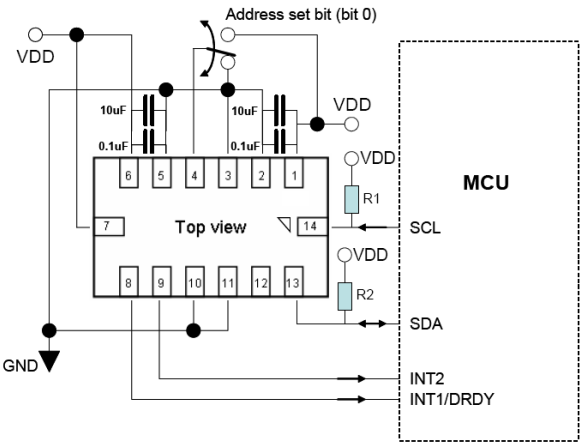 Address set bit (bit 0)
VDD
10uF
10uF
VDD
0.1uF
0.1uF
VDD
6 5 4 3 2 1
MCU
R1
7
Top view
14
SCL
VDD
8 9 10 11 12 13
R2
SDA
GND
INT2
INT1/DRDY